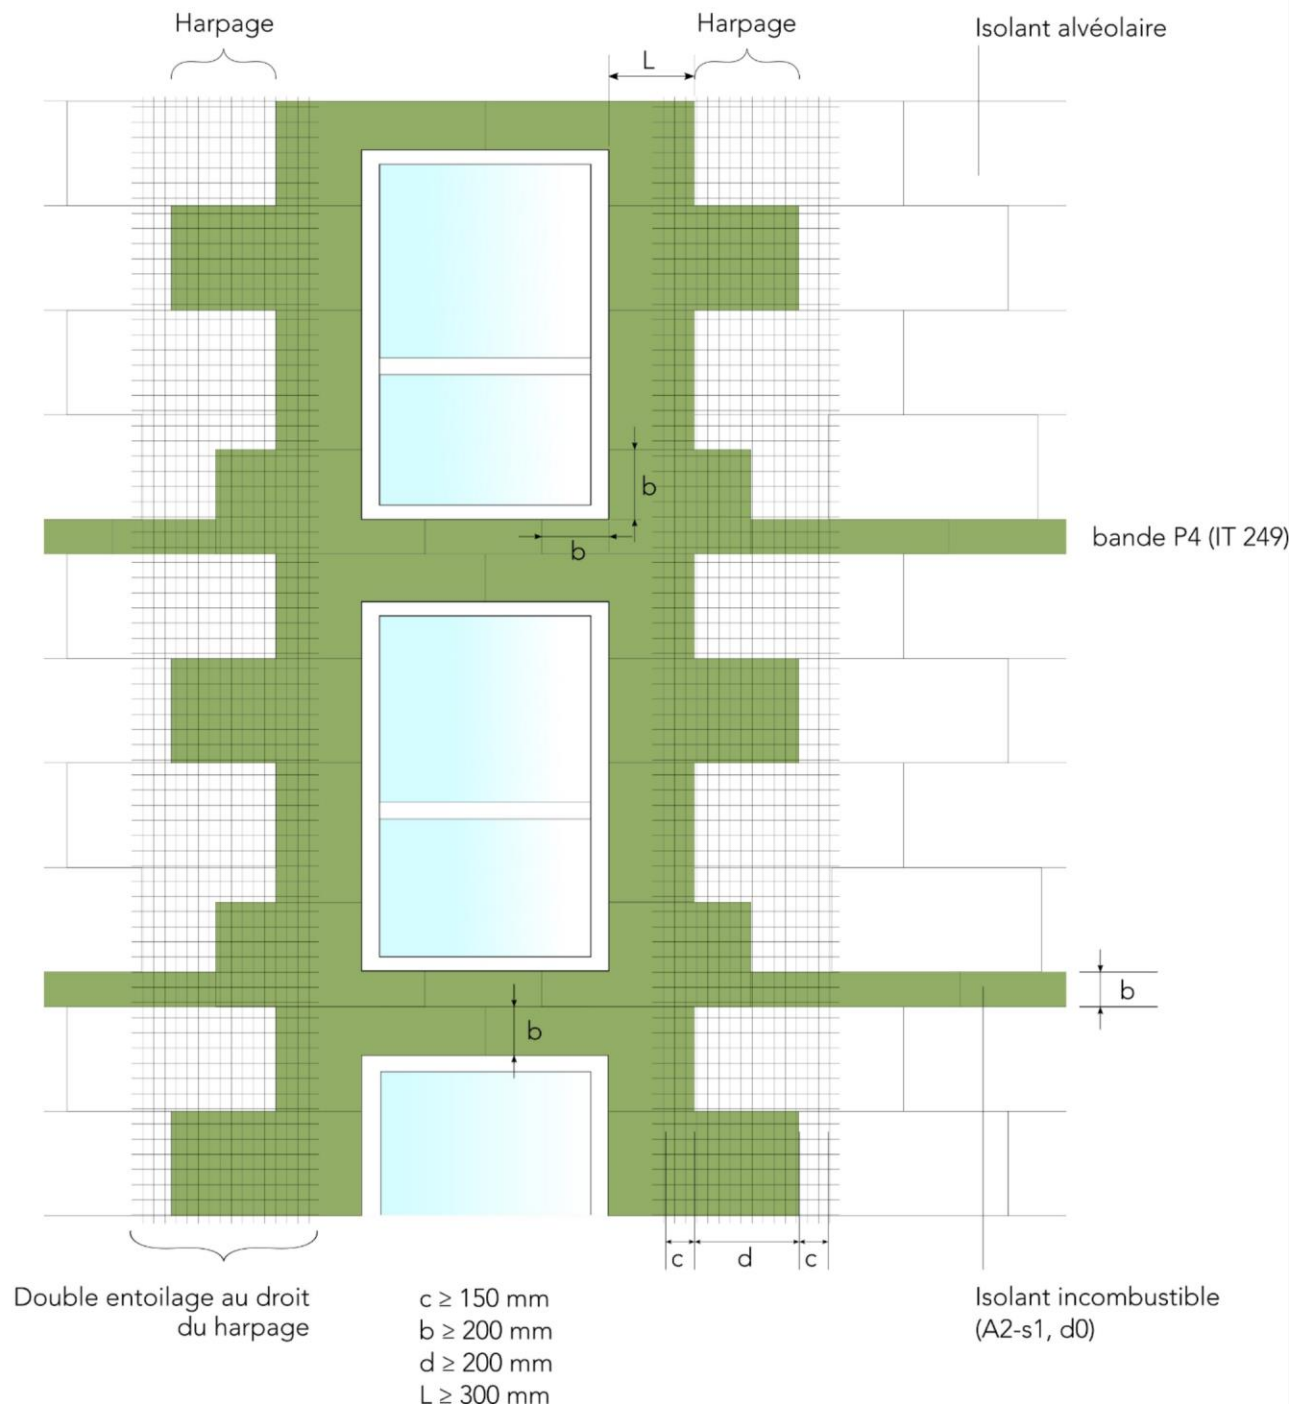 Harpage
Harpage
Isolant alvéolaire
L
b
bande P4 (IT 249)
b
b
b
c
d
c
Double entoilage au droit
du harpage
c ≥ 150 mm
b ≥ 200 mm
d ≥ 200 mm
L ≥ 300 mm
Isolant incombustible
(A2-s1, d0)